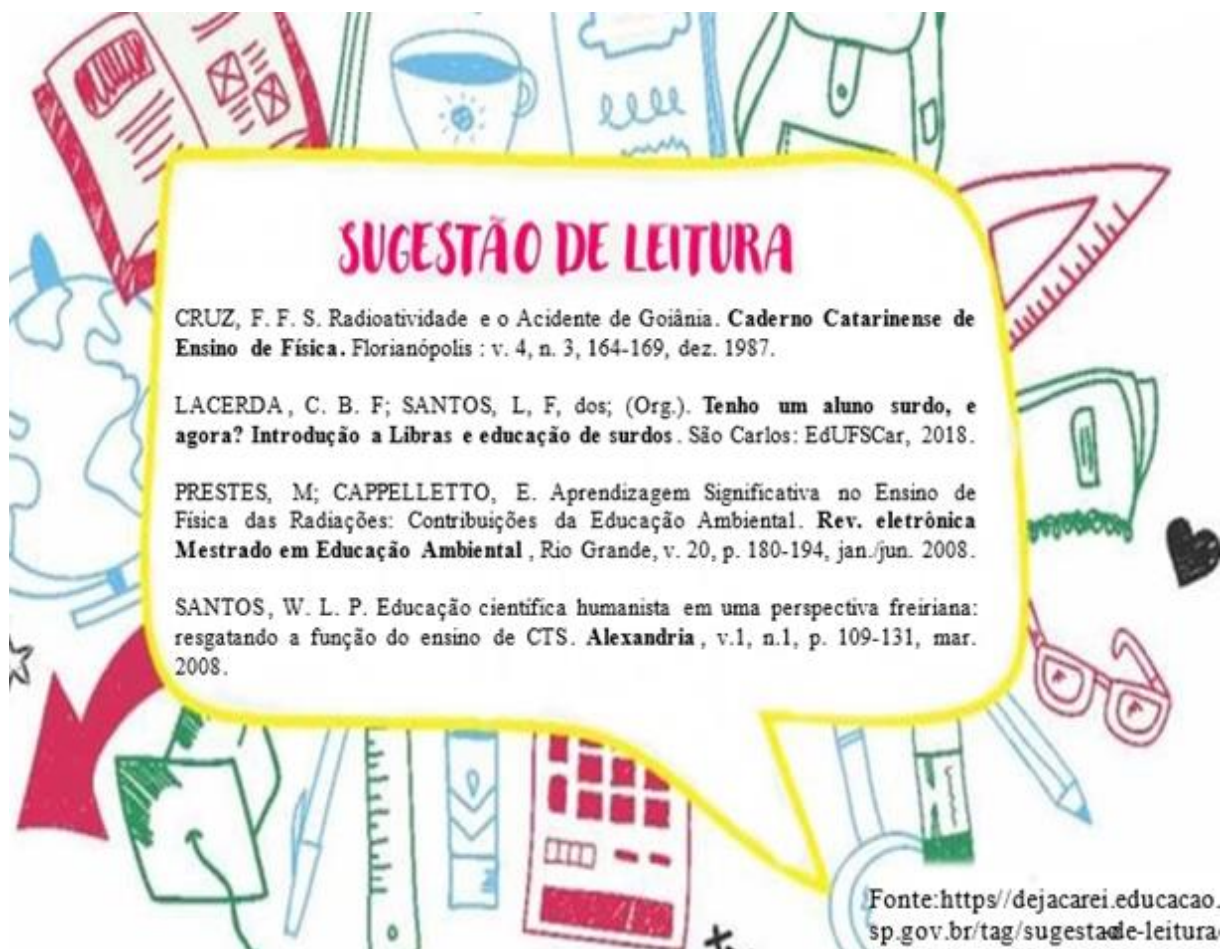 SUGESTÃO DE LEITURA
CRUZ, F. F. S. Radioatividade e o Acidente de Goiânia. Caderno Catarinense de
Ensino de Física. Florianópolis : v. 4, n. 3, 164-169, dez. 1987.
LACERDA, C. B. F; SANTOS, L, F, dos; (Org.). Tenho um aluno surdo, e
agora? Introdução a Libras e educação de surdos. São Carlos: EdUFSCar, 2018.
PRESTES, M; CAPPELLETTO, E. Aprendizagem Significativa no Ensino de
Física das Radiações: Contribuições da Educação Ambiental. Rev. eletrônica
Mestrado em Educação Ambiental, Rio Grande, v. 20, p. 180-194, jan./jun. 2008.
SANTOS, W. L. P. Educação científica humanista em uma perspectiva freiriana:
resgatando a função do ensino de CTS. Alexandria, v.1, n.1, p. 109-131, mar.
2008.
Fonte:https//dejacarei.educacao.
sp.gov.br/tag/sugestaode-leitura/